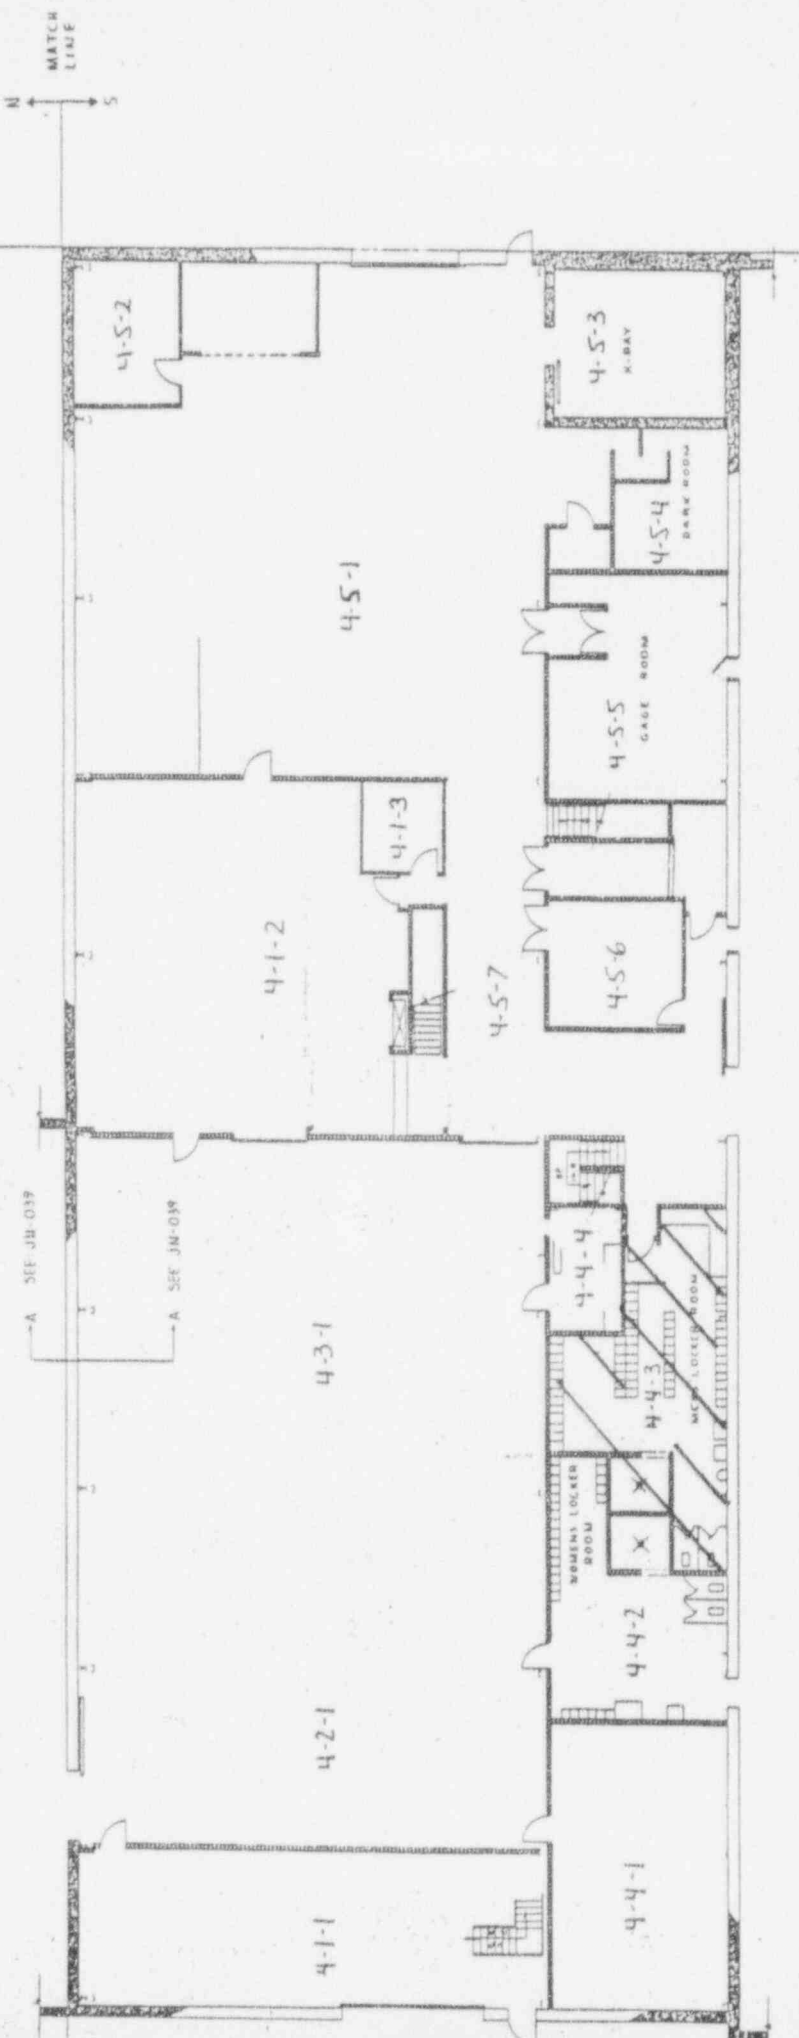 MATCH
LINE
N
S
4-5-2
4-5-3
X-RAY
4-5-4
DARK ROOM
4-5-1
4-5-5
GAGE ROOM
4-1-3
4-1-2
4-5-7
4-5-6
A SEE JN-039
A SEE JN-039
4-3-1
4-4-4
4-4-3
MENS LOCKER ROOM
WOMENS LOCKER
ROOM
4-4-2
4-2-1
4-1-1
4-4-1